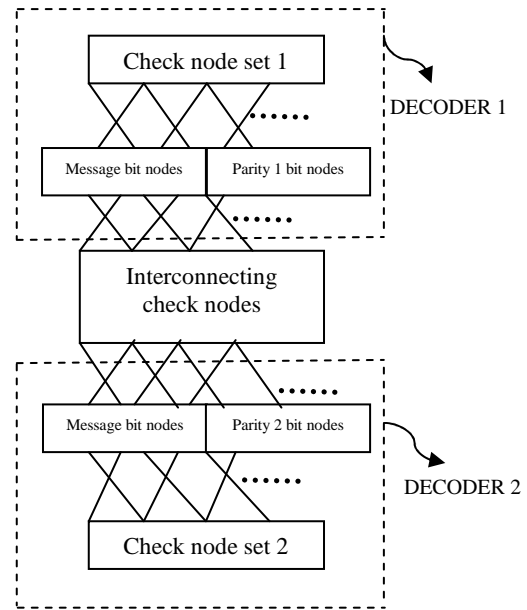 Check node set 1
DECODER 1
Message bit nodes
Parity 1 bit nodes
Interconnecting
check nodes
Message bit nodes
Parity 2 bit nodes
DECODER 2
Check node set 2